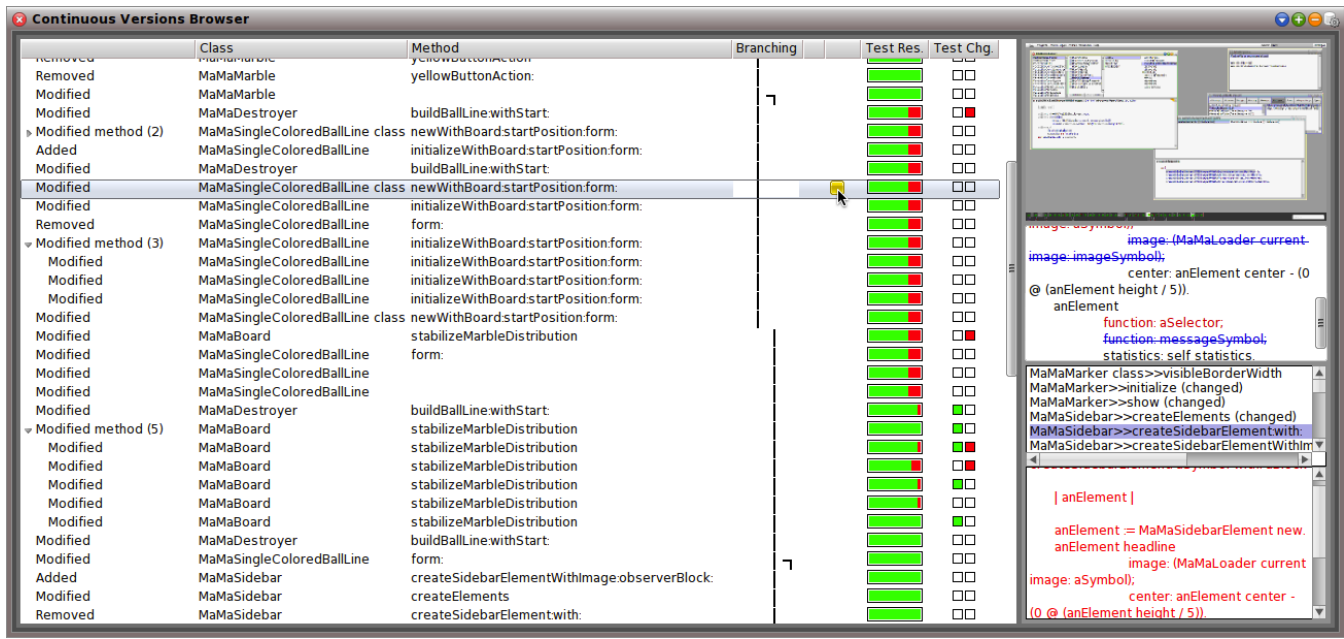 Continuous Versions Browser
Class Method Branching Test Res. Test Chg.
Removed MaMaMarble yellowButtonAction
Removed MaMaMarble yellowButtonAction:
Modified MaMaMarble
Modified MaMaDestroyer buildBallLine:withStart:
Modified method (2) MaMaSingleColoredBallLine class newWithBoard:startPosition:form:
Added MaMaSingleColoredBallLine initializeWithBoard:startPosition:form:
Modified MaMaDestroyer buildBallLine:withStart:
Modified MaMaSingleColoredBallLine class newWithBoard:startPosition:form:
Modified MaMaSingleColoredBallLine initializeWithBoard:startPosition:form:
Removed MaMaSingleColoredBallLine form:
Modified method (3) MaMaSingleColoredBallLine initializeWithBoard:startPosition:form:
Modified MaMaSingleColoredBallLine initializeWithBoard:startPosition:form:
Modified MaMaSingleColoredBallLine initializeWithBoard:startPosition:form:
Modified MaMaSingleColoredBallLine initializeWithBoard:startPosition:form:
Modified MaMaSingleColoredBallLine class newWithBoard:startPosition:form:
Modified MaMaBoard stabilizeMarbleDistribution
Modified MaMaSingleColoredBallLine form:
Modified MaMaSingleColoredBallLine
Modified MaMaSingleColoredBallLine
Modified MaMaDestroyer buildBallLine:withStart:
Modified method (5) MaMaBoard stabilizeMarbleDistribution
Modified MaMaBoard stabilizeMarbleDistribution
Modified MaMaBoard stabilizeMarbleDistribution
Modified MaMaBoard stabilizeMarbleDistribution
Modified MaMaBoard stabilizeMarbleDistribution
Modified MaMaBoard stabilizeMarbleDistribution
Modified MaMaDestroyer buildBallLine:withStart:
Modified MaMaSingleColoredBallLine form:
Added MaMaSidebar createSidebarElementWithImage:observerBlock:
Modified MaMaSidebar createElements
Removed MaMaSidebar createSidebarElement:with:
image: aSymbol);
image: (MaMaLoader current
image: imageSymbol);
center: anElement center - (0
@ (anElement height / 5)).
anElement
function: aSelector;
function: messageSymbol;
statistics: self statistics.
MaMaMarker class>>visibleBorderWidth
MaMaMarker>>initialize (changed)
MaMaMarker>>show (changed)
MaMaSidebar>>createElements (changed)
MaMaSidebar>>createSidebarElement:with:
MaMaSidebar>>createSidebarElementWithIm
| anElement |
anElement := MaMaSidebarElement new.
anElement headline
image: (MaMaLoader current
image: aSymbol);
center: anElement center -
(0 @ (anElement height / 5)).